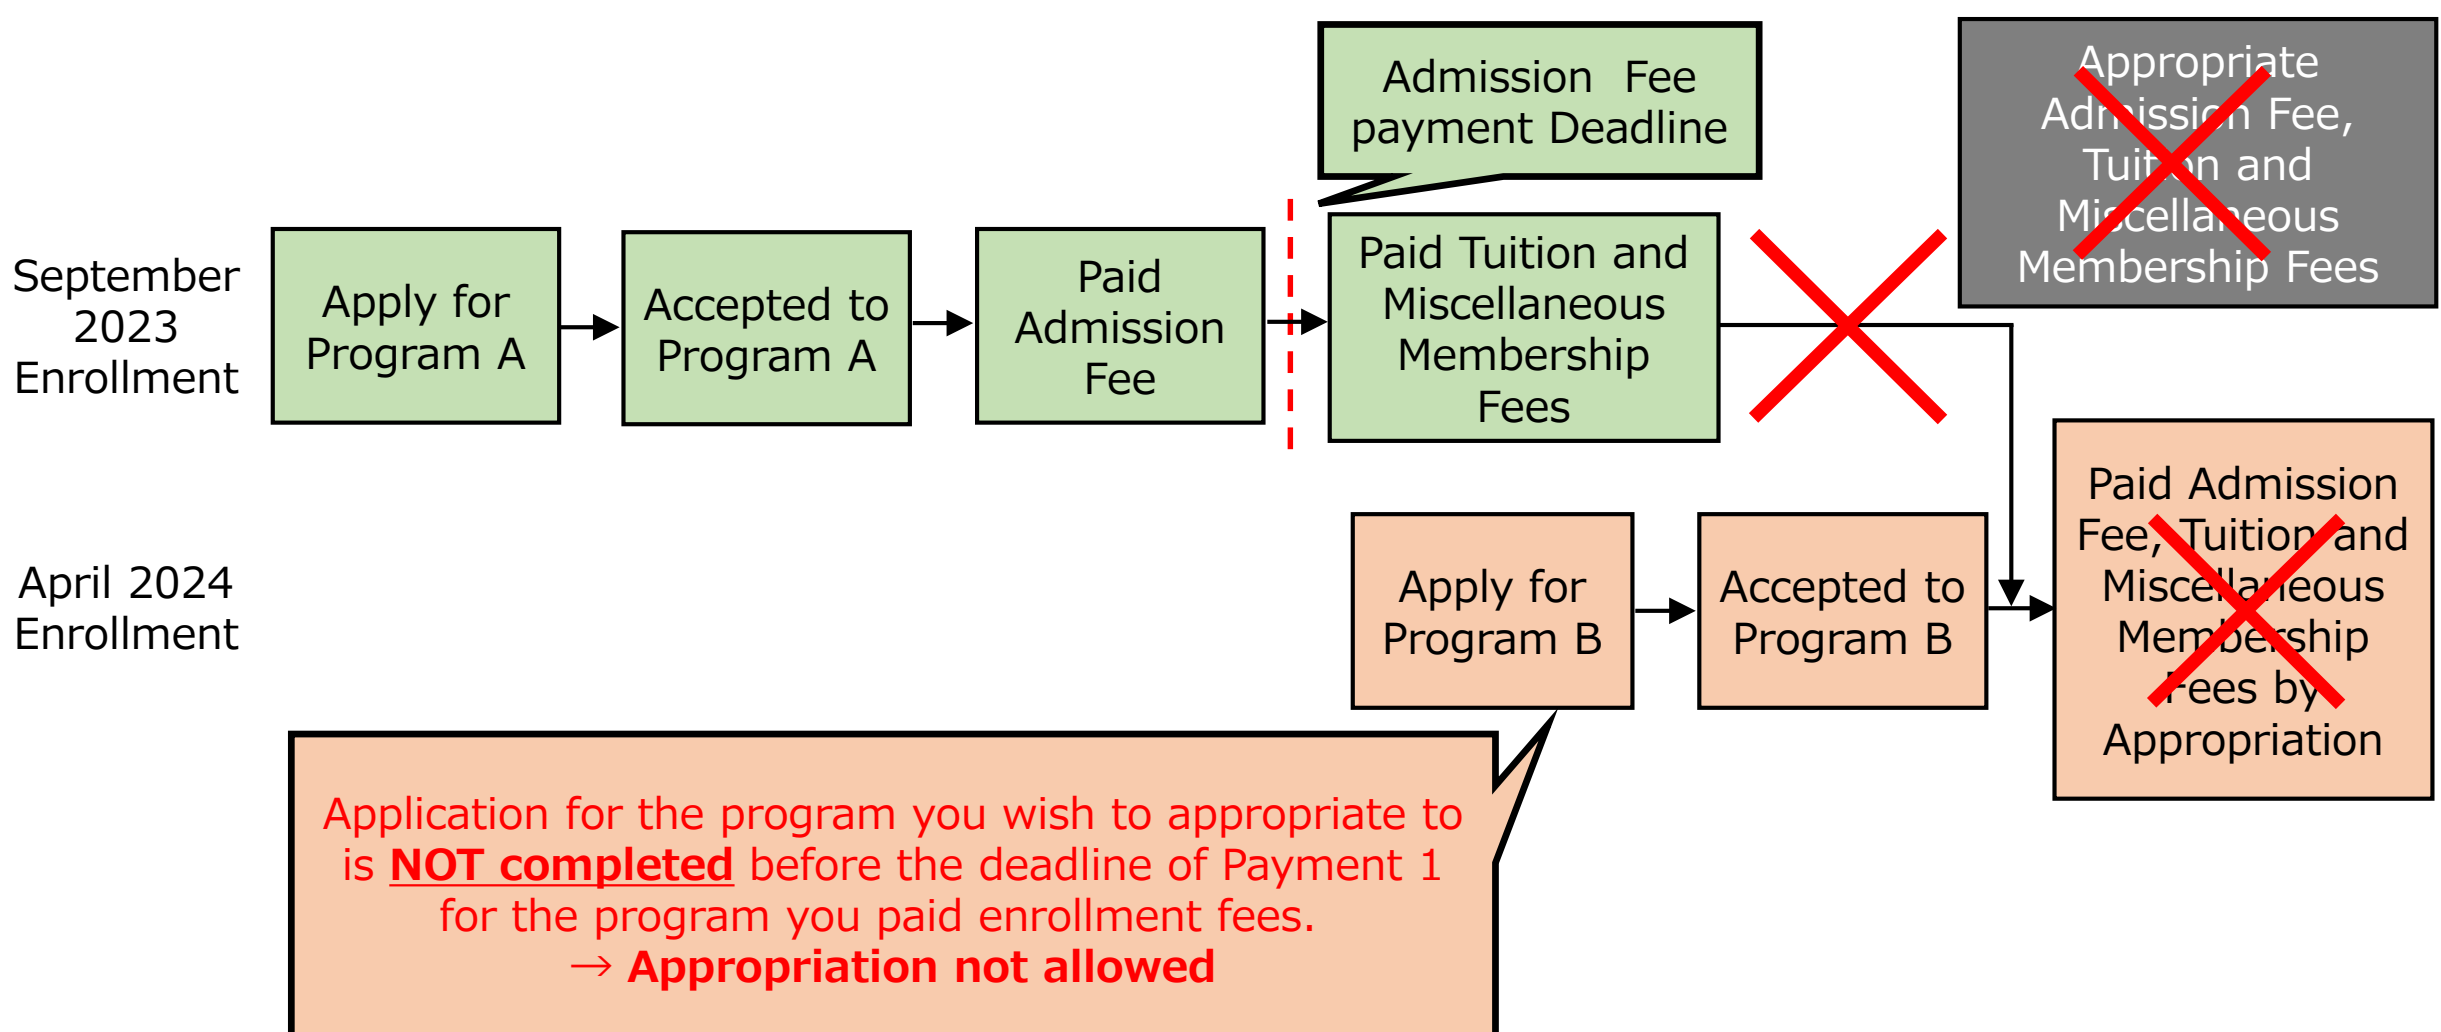 Admission Fee
payment Deadline
Appropriate
Admission Fee,
Tuition and
Miscellaneous
Membership Fees
September
2023
Enrollment
Apply for
Program A
Accepted to
Program A
Paid
Admission
Fee
Paid Tuition and
Miscellaneous
Membership
Fees
April 2024
Enrollment
Apply for
Program B
Accepted to
Program B
Paid Admission
Fee, Tuition and
Miscellaneous
Membership
Fees by
Appropriation
Application for the program you wish to appropriate to
is NOT completed before the deadline of Payment 1
for the program you paid enrollment fees.
→ Appropriation not allowed